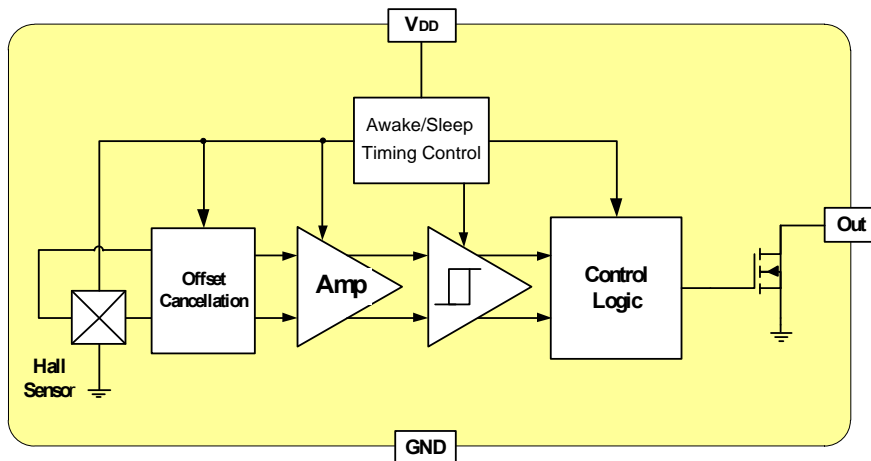 VDD
Awake/Sleep
Timing Control
Out
Offset
Cancellation
Amp
Control
Logic
Hall
Sensor
GND